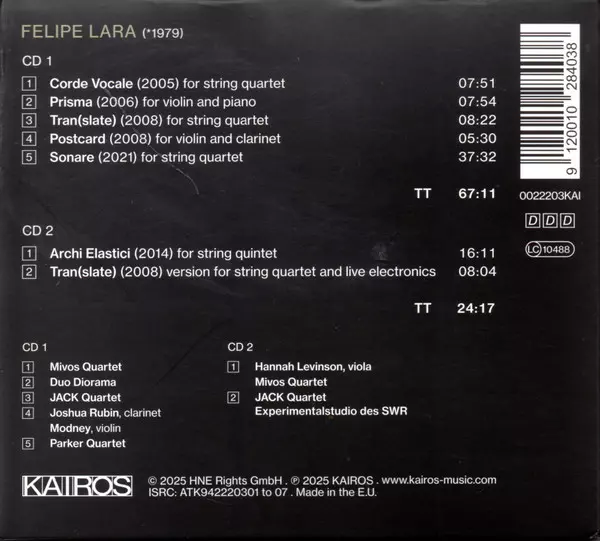 FELIPE LARA (*1979)
CD 1
1 Corde Vocale (2005) for string quartet 07:51
2 Prisma (2006) for violin and piano 07:54
3 Tran(slate) (2008) for string quartet 08:22
4 Postcard (2008) for violin and clarinet 05:30
5 Sonare (2021) for string quartet 37:32
TT 67:11
CD 2
1 Archi Elastici (2014) for string quintet 16:11
2 Tran(slate) (2008) version for string quartet and live electronics 08:04
TT 24:17
CD 1
1 Mivos Quartet
2 Duo Diorama
3 JACK Quartet
4 Joshua Rubin, clarinet
Modney, violin
5 Parker Quartet
CD 2
1 Hannah Levinson, viola
Mivos Quartet
2 JACK Quartet
Experimentalstudio des SWR
9 120010 284038
0022203KAI
D D D
LC 10488
KAIROS
© 2025 HNE Rights GmbH . ℗ 2025 KAIROS . www.kairos-music.com
ISRC: ATK942220301 to 07 . Made in the E.U.